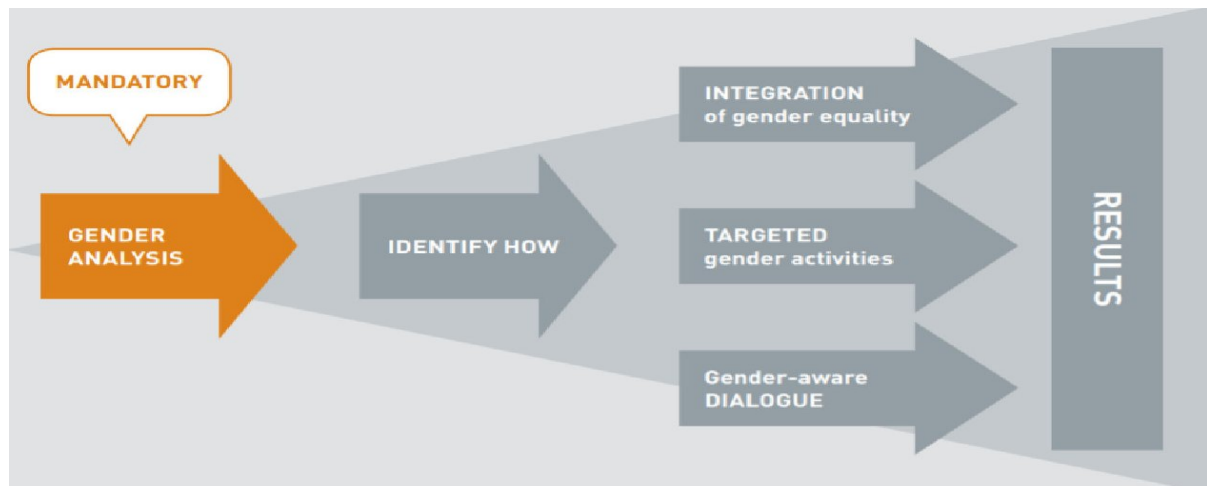 MANDATORY
GENDER
ANALYSIS
IDENTIFY HOW
INTEGRATION
of gender equality
TARGETED
gender activities
Gender-aware
DIALOGUE
RESULTS